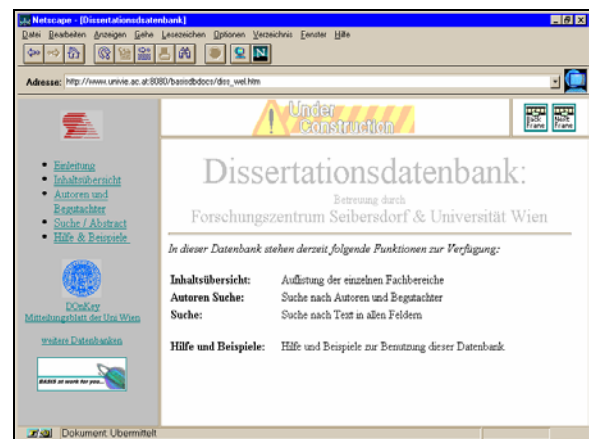 Netscape - [Dissertationsdatenbank]
Datei Bearbeiten Anzeigen Gehe Lesezeichen Optionen Verzeichnis Fenster Hilfe
Adresse: http://www.univie.ac.at:8080/basisdbdocs/diss_wel.htm
Under
Construction
Back
Frame
Next
Frame
Einleitung
Inhaltsübersicht
Autoren und
Begutachter
Suche / Abstract
Hilfe & Beispiele
DOnKey
Mitteilungsblatt der Uni Wien
weitere Datenbanken
BASIS at work for you...
Dissertationsdatenbank:
Betreuung durch
Forschungszentrum Seibersdorf & Universität Wien
In dieser Datenbank stehen derzeit folgende Funktionen zur Verfügung:
Inhaltsübersicht: Auflistung der einzelnen Fachbereiche
Autoren Suche: Suche nach Autoren und Begutachter
Suche: Suche nach Text in allen Feldern
Hilfe und Beispiele: Hilfe und Beispiele zur Benutzung dieser Datenbank
Dokument: Übermittelt